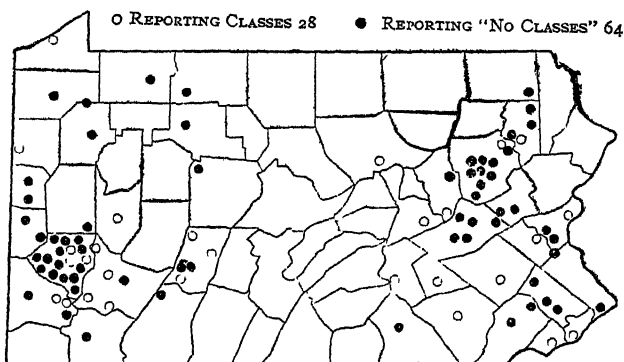 ○ Reporting Classes 28 ● Reporting "No Classes" 64